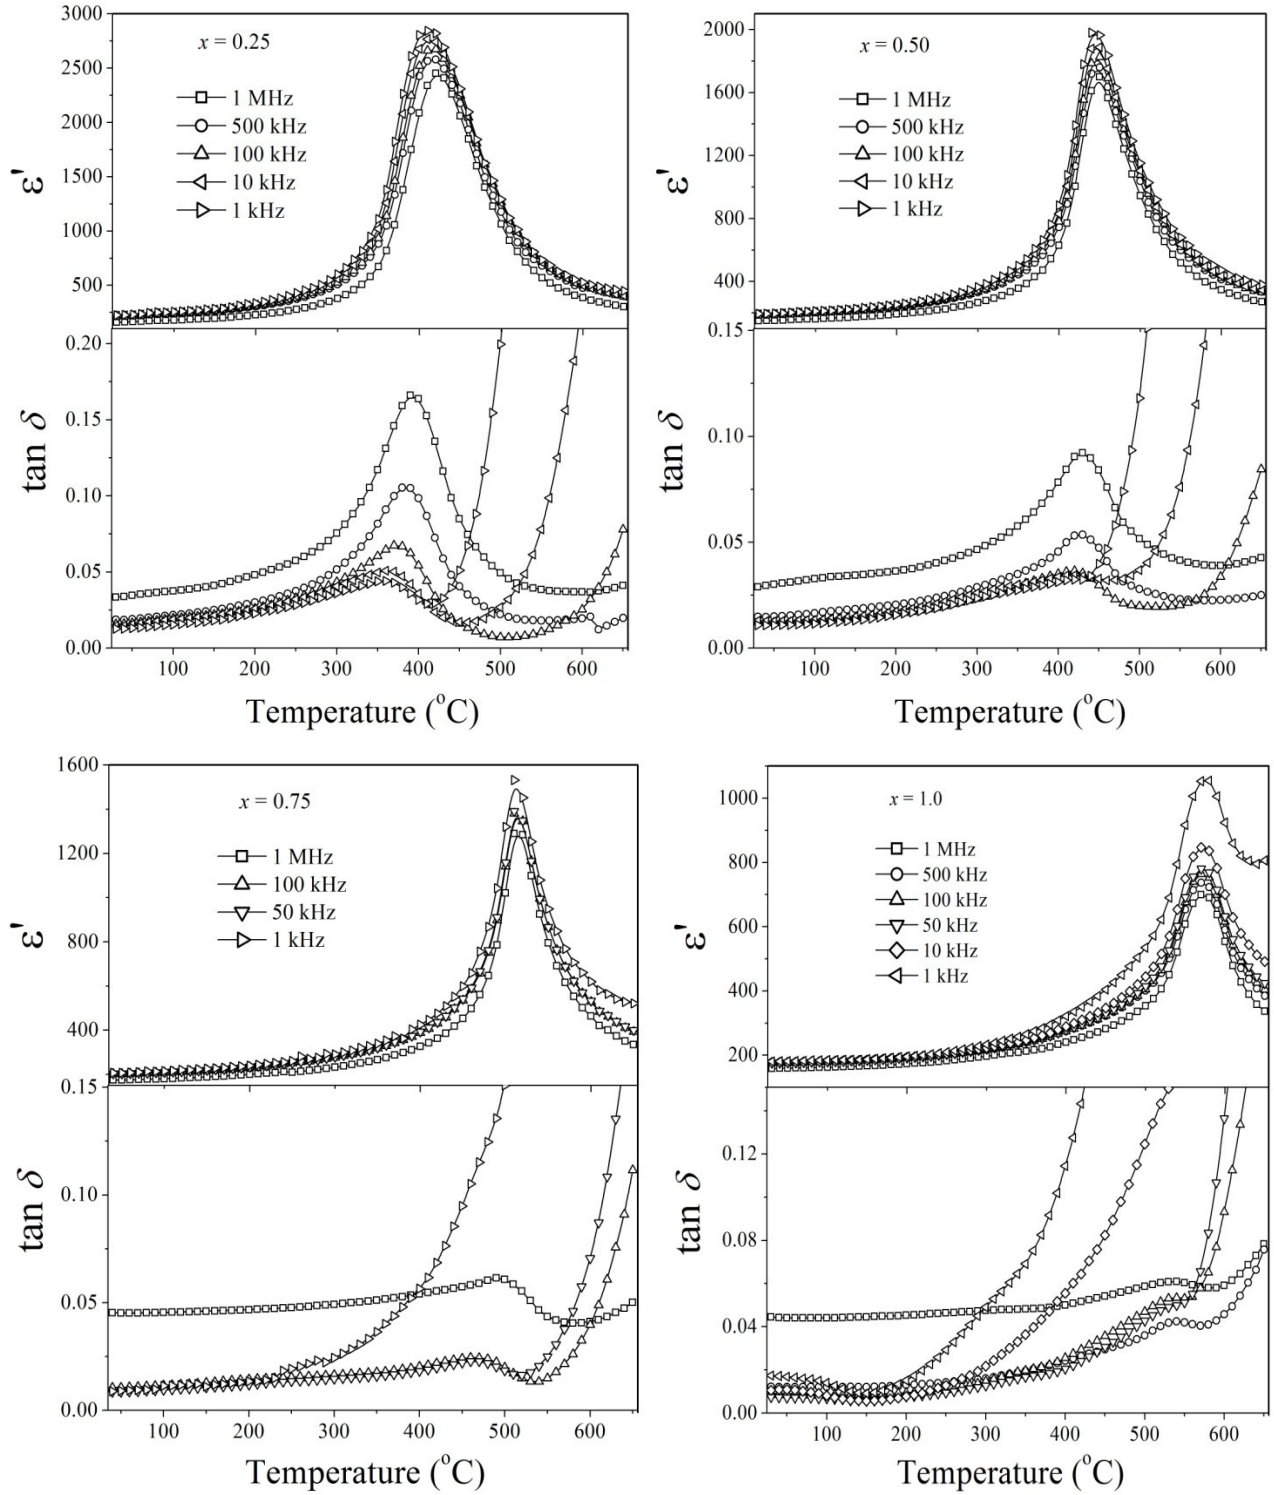 3000
2500
2000
1500
1000
500
ε'
x = 0.25
1 MHz
500 kHz
100 kHz
10 kHz
1 kHz
0.20
0.15
0.10
0.05
0.00
tan δ
100 200 300 400 500 600
Temperature (°C)
2000
1600
1200
800
400
ε'
x = 0.50
1 MHz
500 kHz
100 kHz
10 kHz
1 kHz
0.15
0.10
0.05
0.00
tan δ
100 200 300 400 500 600
Temperature (°C)
1600
1200
800
400
ε'
x = 0.75
1 MHz
100 kHz
50 kHz
1 kHz
0.15
0.10
0.05
0.00
tan δ
100 200 300 400 500 600
Temperature (°C)
1000
800
600
400
200
ε'
x = 1.0
1 MHz
500 kHz
100 kHz
50 kHz
10 kHz
1 kHz
0.12
0.08
0.04
0.00
tan δ
100 200 300 400 500 600
Temperature (°C)